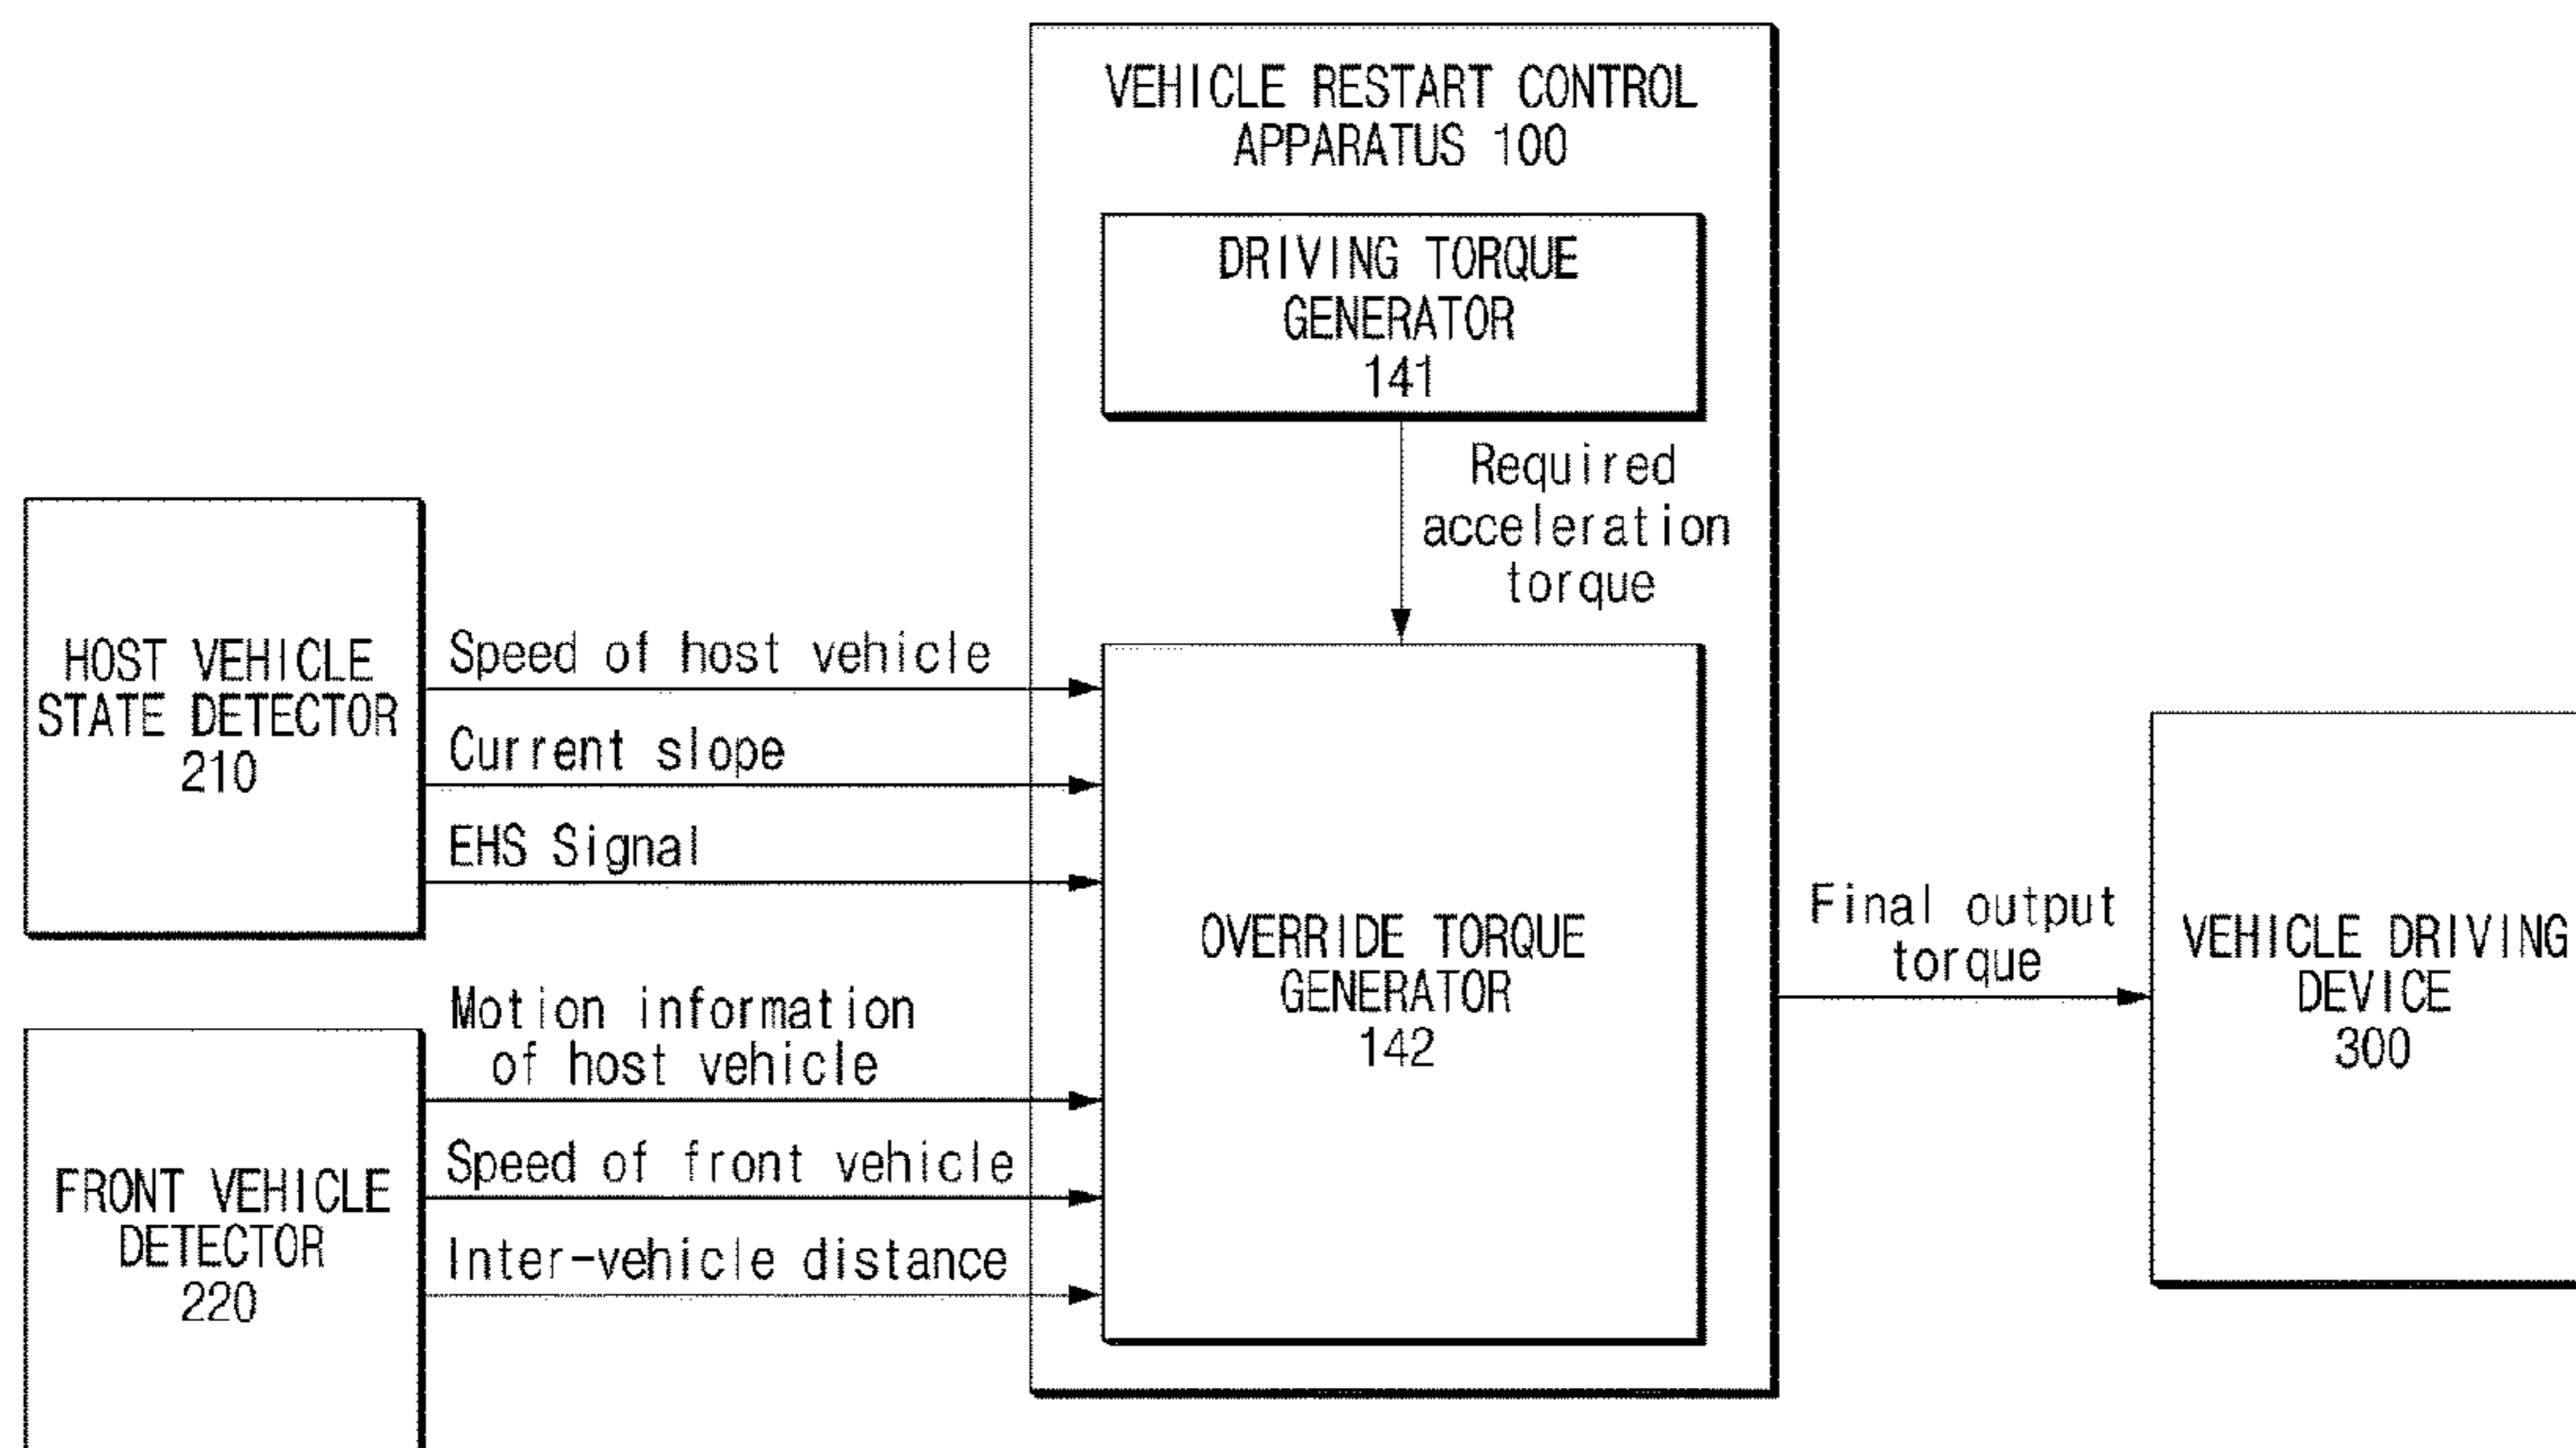 VEHICLE RESTART CONTROL
APPARATUS 100
DRIVING TORQUE
GENERATOR
141
Required
acceleration
torque
HOST VEHICLE
STATE DETECTOR
210
Speed of host vehicle
Current slope
EHS Signal
Motion information
of host vehicle
FRONT VEHICLE
DETECTOR
220
Speed of front vehicle
Inter-vehicle distance
OVERRIDE TORQUE
GENERATOR
142
Final output
torque
VEHICLE DRIVING
DEVICE
300